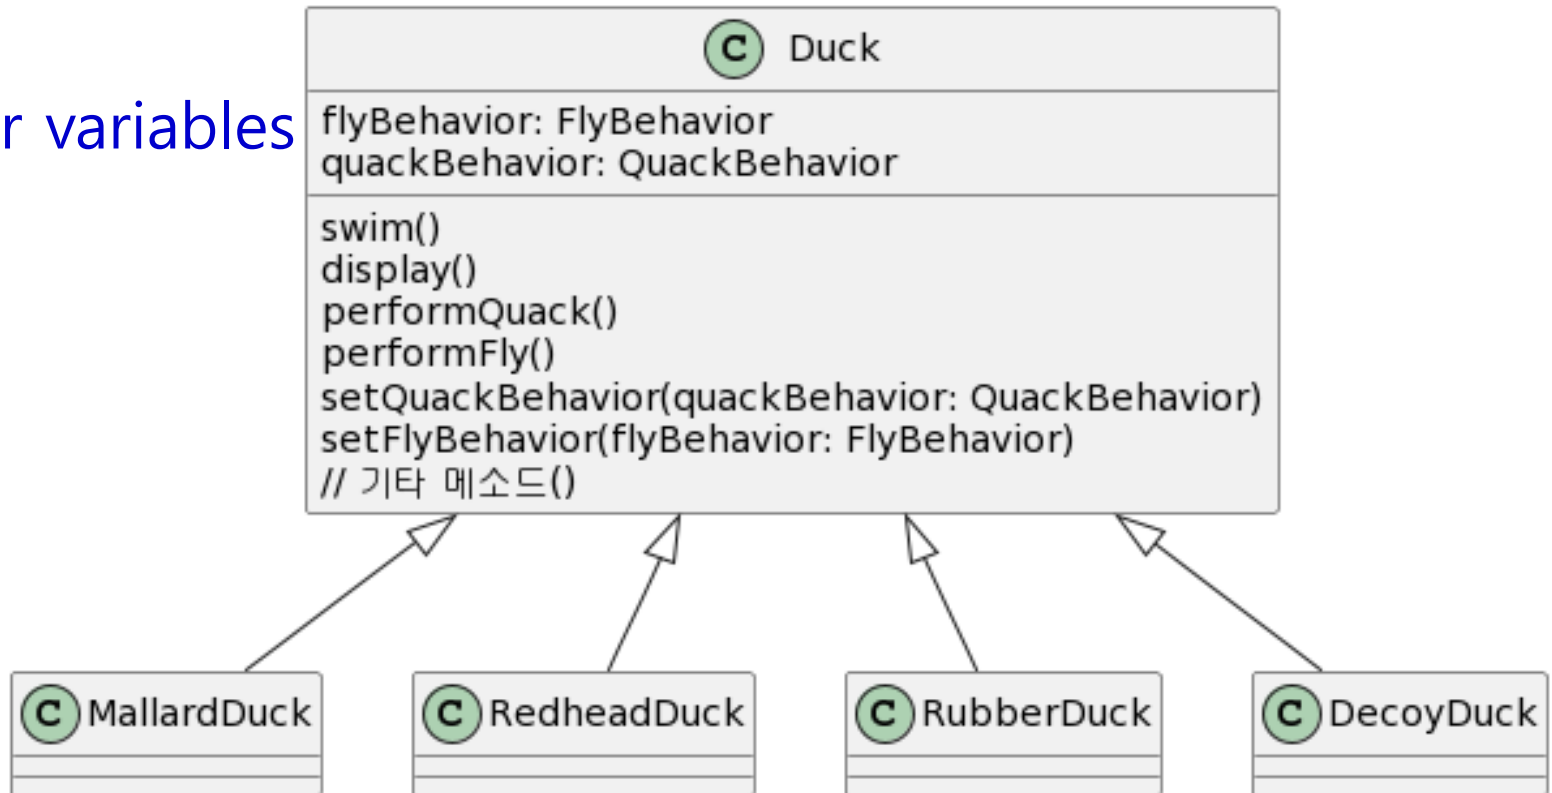 C Duck
r variables
flyBehavior: FlyBehavior
quackBehavior: QuackBehavior
swim()
display()
performQuack()
performFly()
setQuackBehavior(quackBehavior: QuackBehavior)
setFlyBehavior(flyBehavior: FlyBehavior)
// 기타 메소드()
C MallardDuck
C RedheadDuck
C RubberDuck
C DecoyDuck